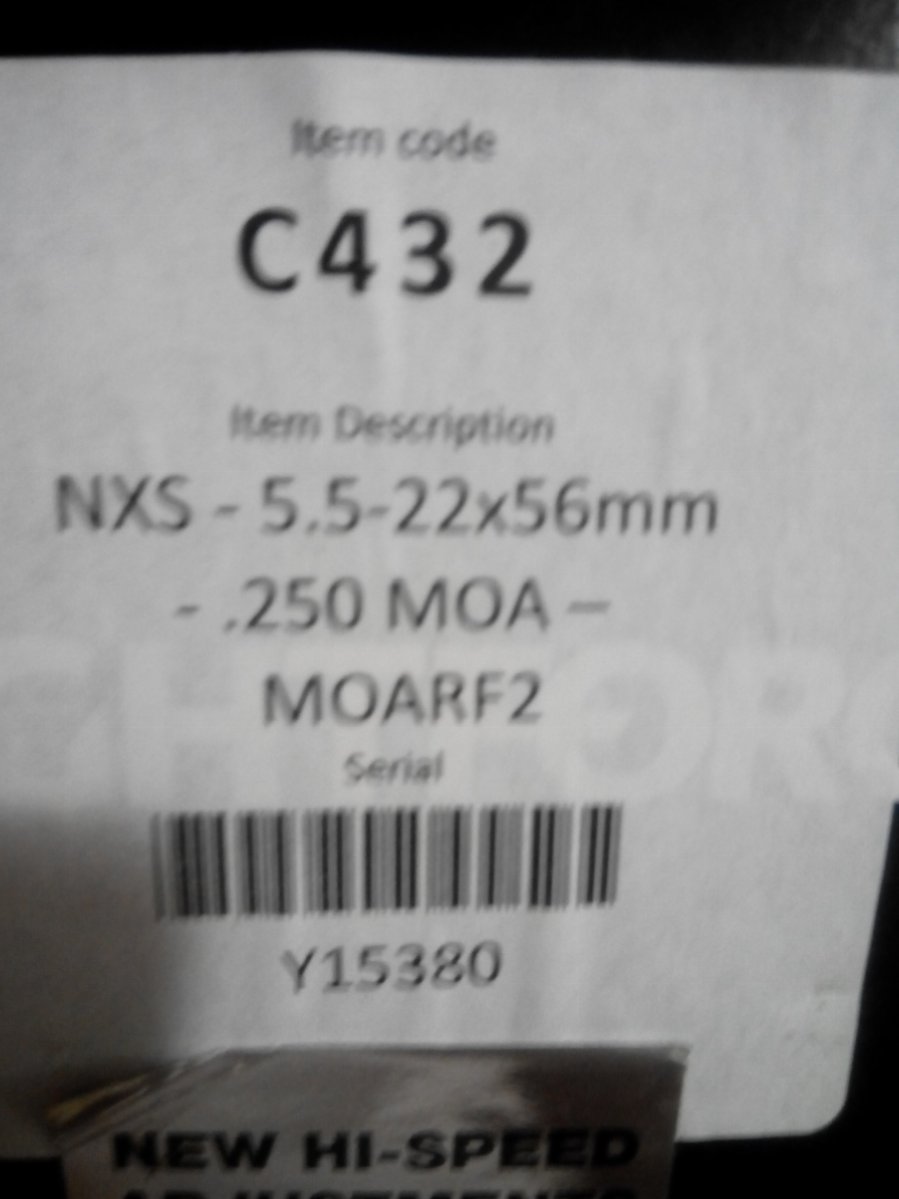 Item code
C432
Item Description
NXS - 5.5-22x56mm
- .250 MOA –
MOARF2
Serial
Y15380
NEW HI-SPEED